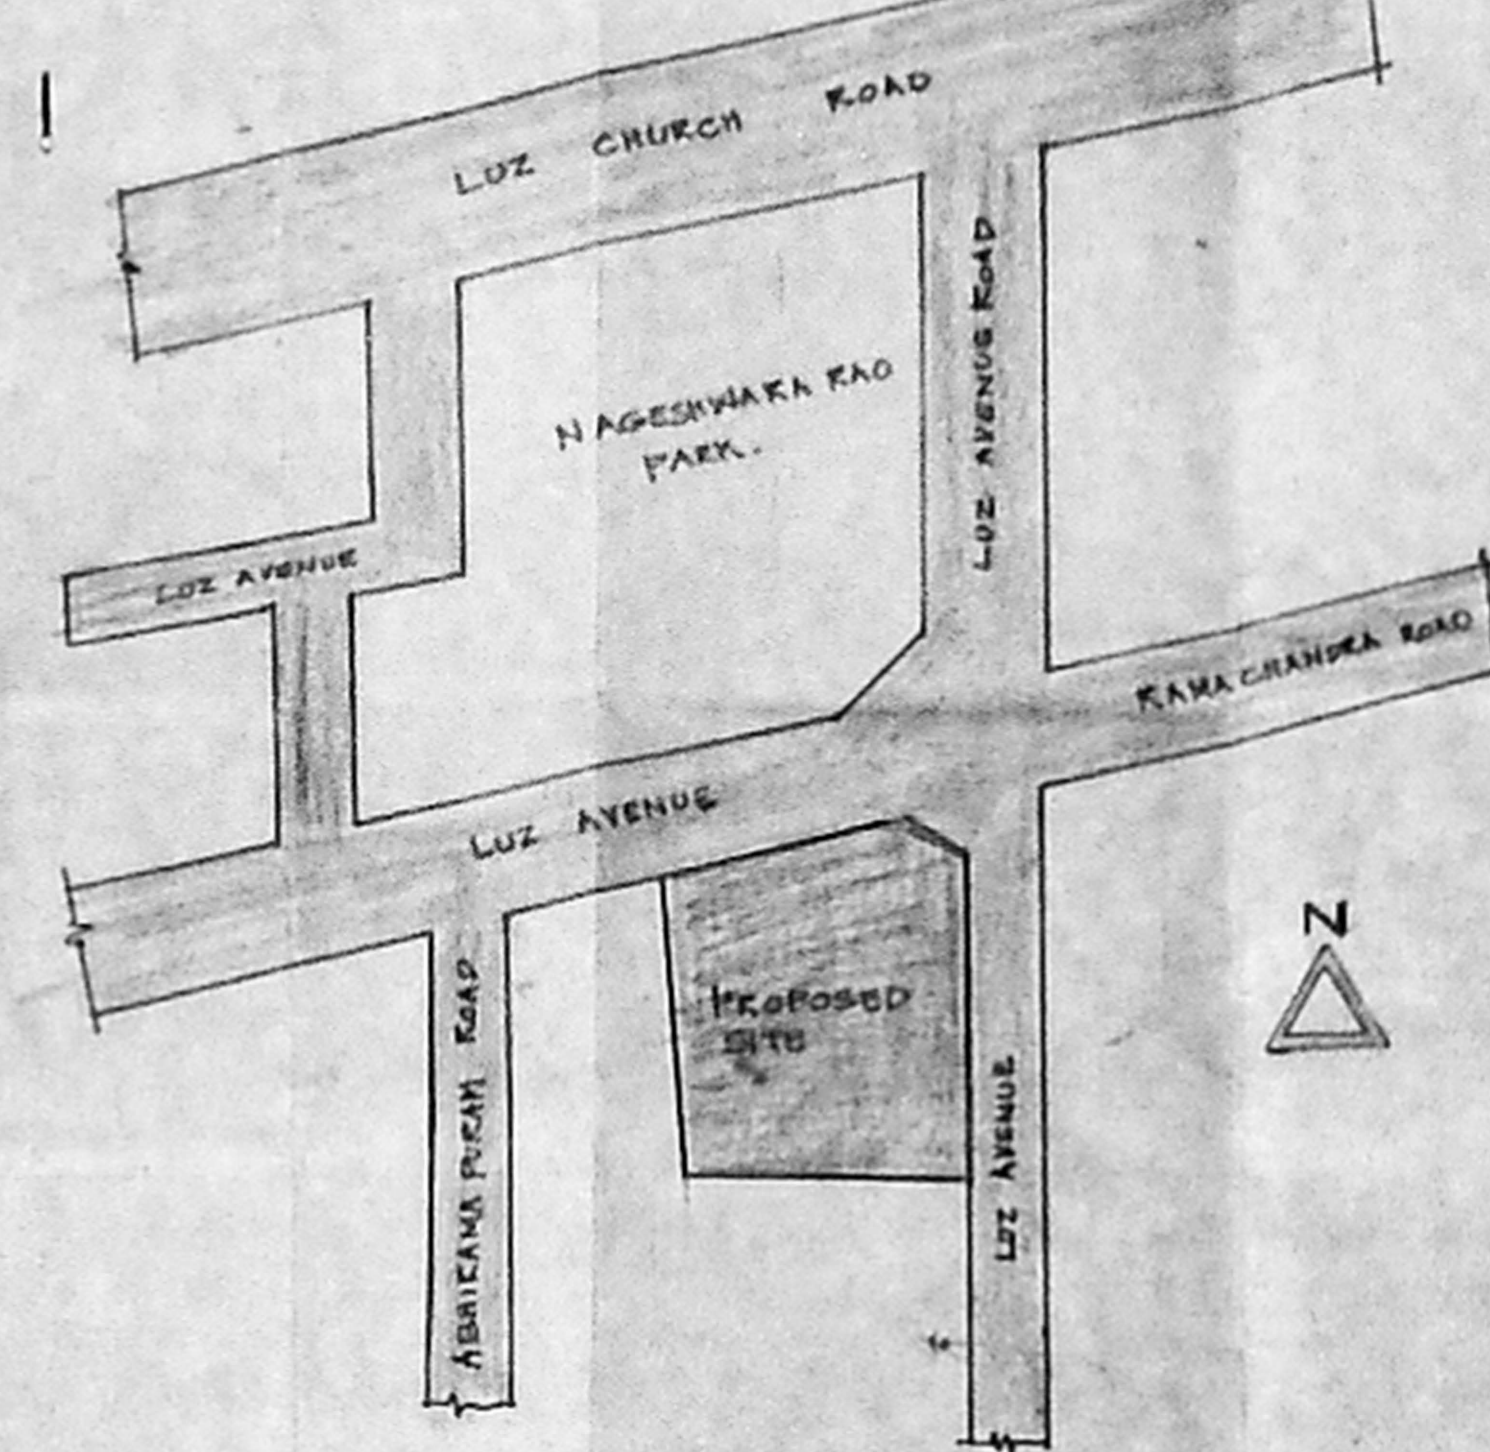 LUZ CHURCH ROAD
LUZ AVENUE ROAD
NAGESHWARA RAO
PARK.
LUZ AVENUE
RAMACHANDRA ROAD
LUZ AVENUE
N
PROPOSED
SITE
ABHIRAMAPURAM ROAD
LUZ AVENUE